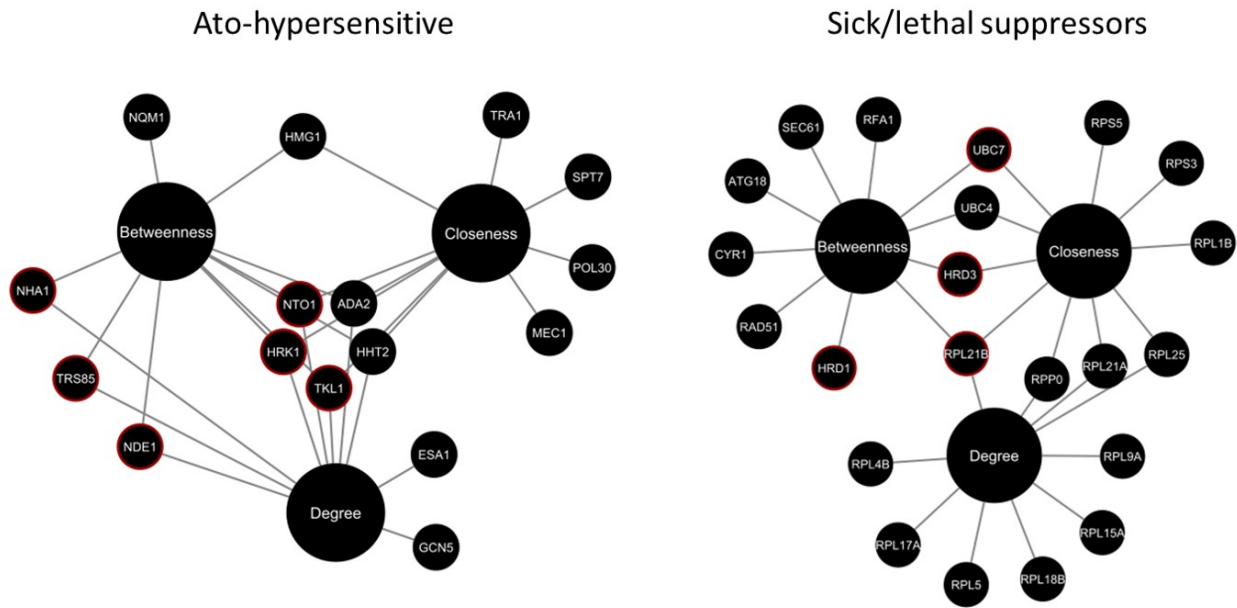 Ato-hypersensitive
NQM1
HMG1
TRA1
SPT7
Betweenness
Closeness
POL30
NHA1
NTO1
ADA2
MEC1
HRK1
HHT2
TRS85
TKL1
NDE1
ESA1
Degree
GCN5
Sick/lethal suppressors
SEC61
RFA1
UBC7
RPS5
RPS3
ATG18
UBC4
RPL1B
CYR1
Betweenness
Closeness
HRD3
RAD51
HRD1
RPL21B
RPP0
RPL21A
RPL25
RPL4B
Degree
RPL9A
RPL17A
RPL15A
RPL5
RPL18B